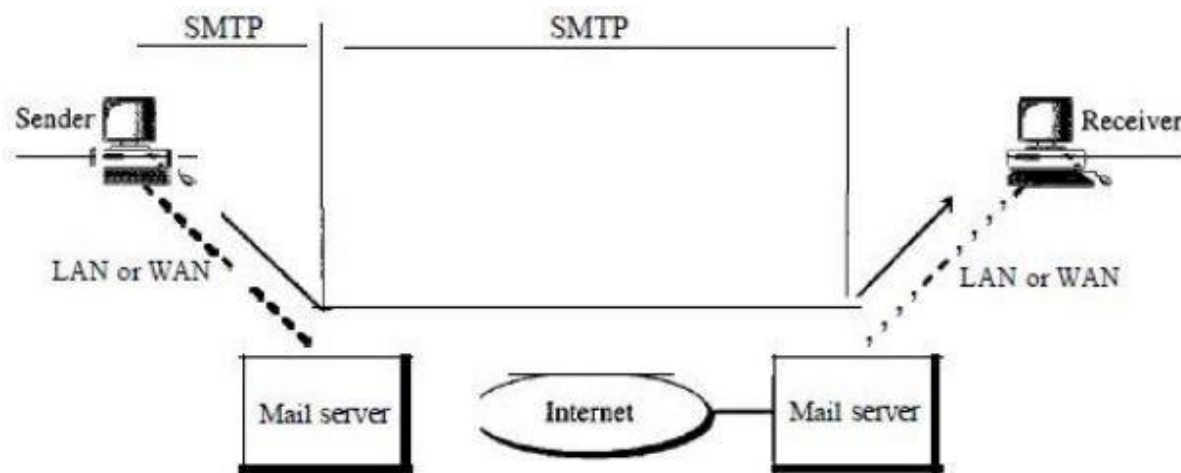 SMTP
SMTP
Sender
Receiver
LAN or WAN
LAN or WAN
Mail server
Internet
Mail server